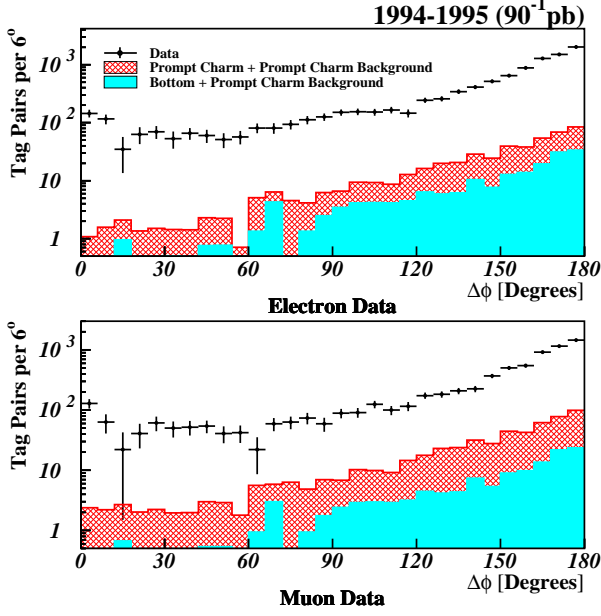 1994-1995 (90⁻¹pb)
Tag Pairs per 6°
10³
10²
10
1
Data
Prompt Charm + Prompt Charm Background
Bottom + Prompt Charm Background
0 30 60 90 120 150 180
Δϕ [Degrees]
Electron Data
Tag Pairs per 6°
10³
10²
10
1
0 30 60 90 120 150 180
Δϕ [Degrees]
Muon Data